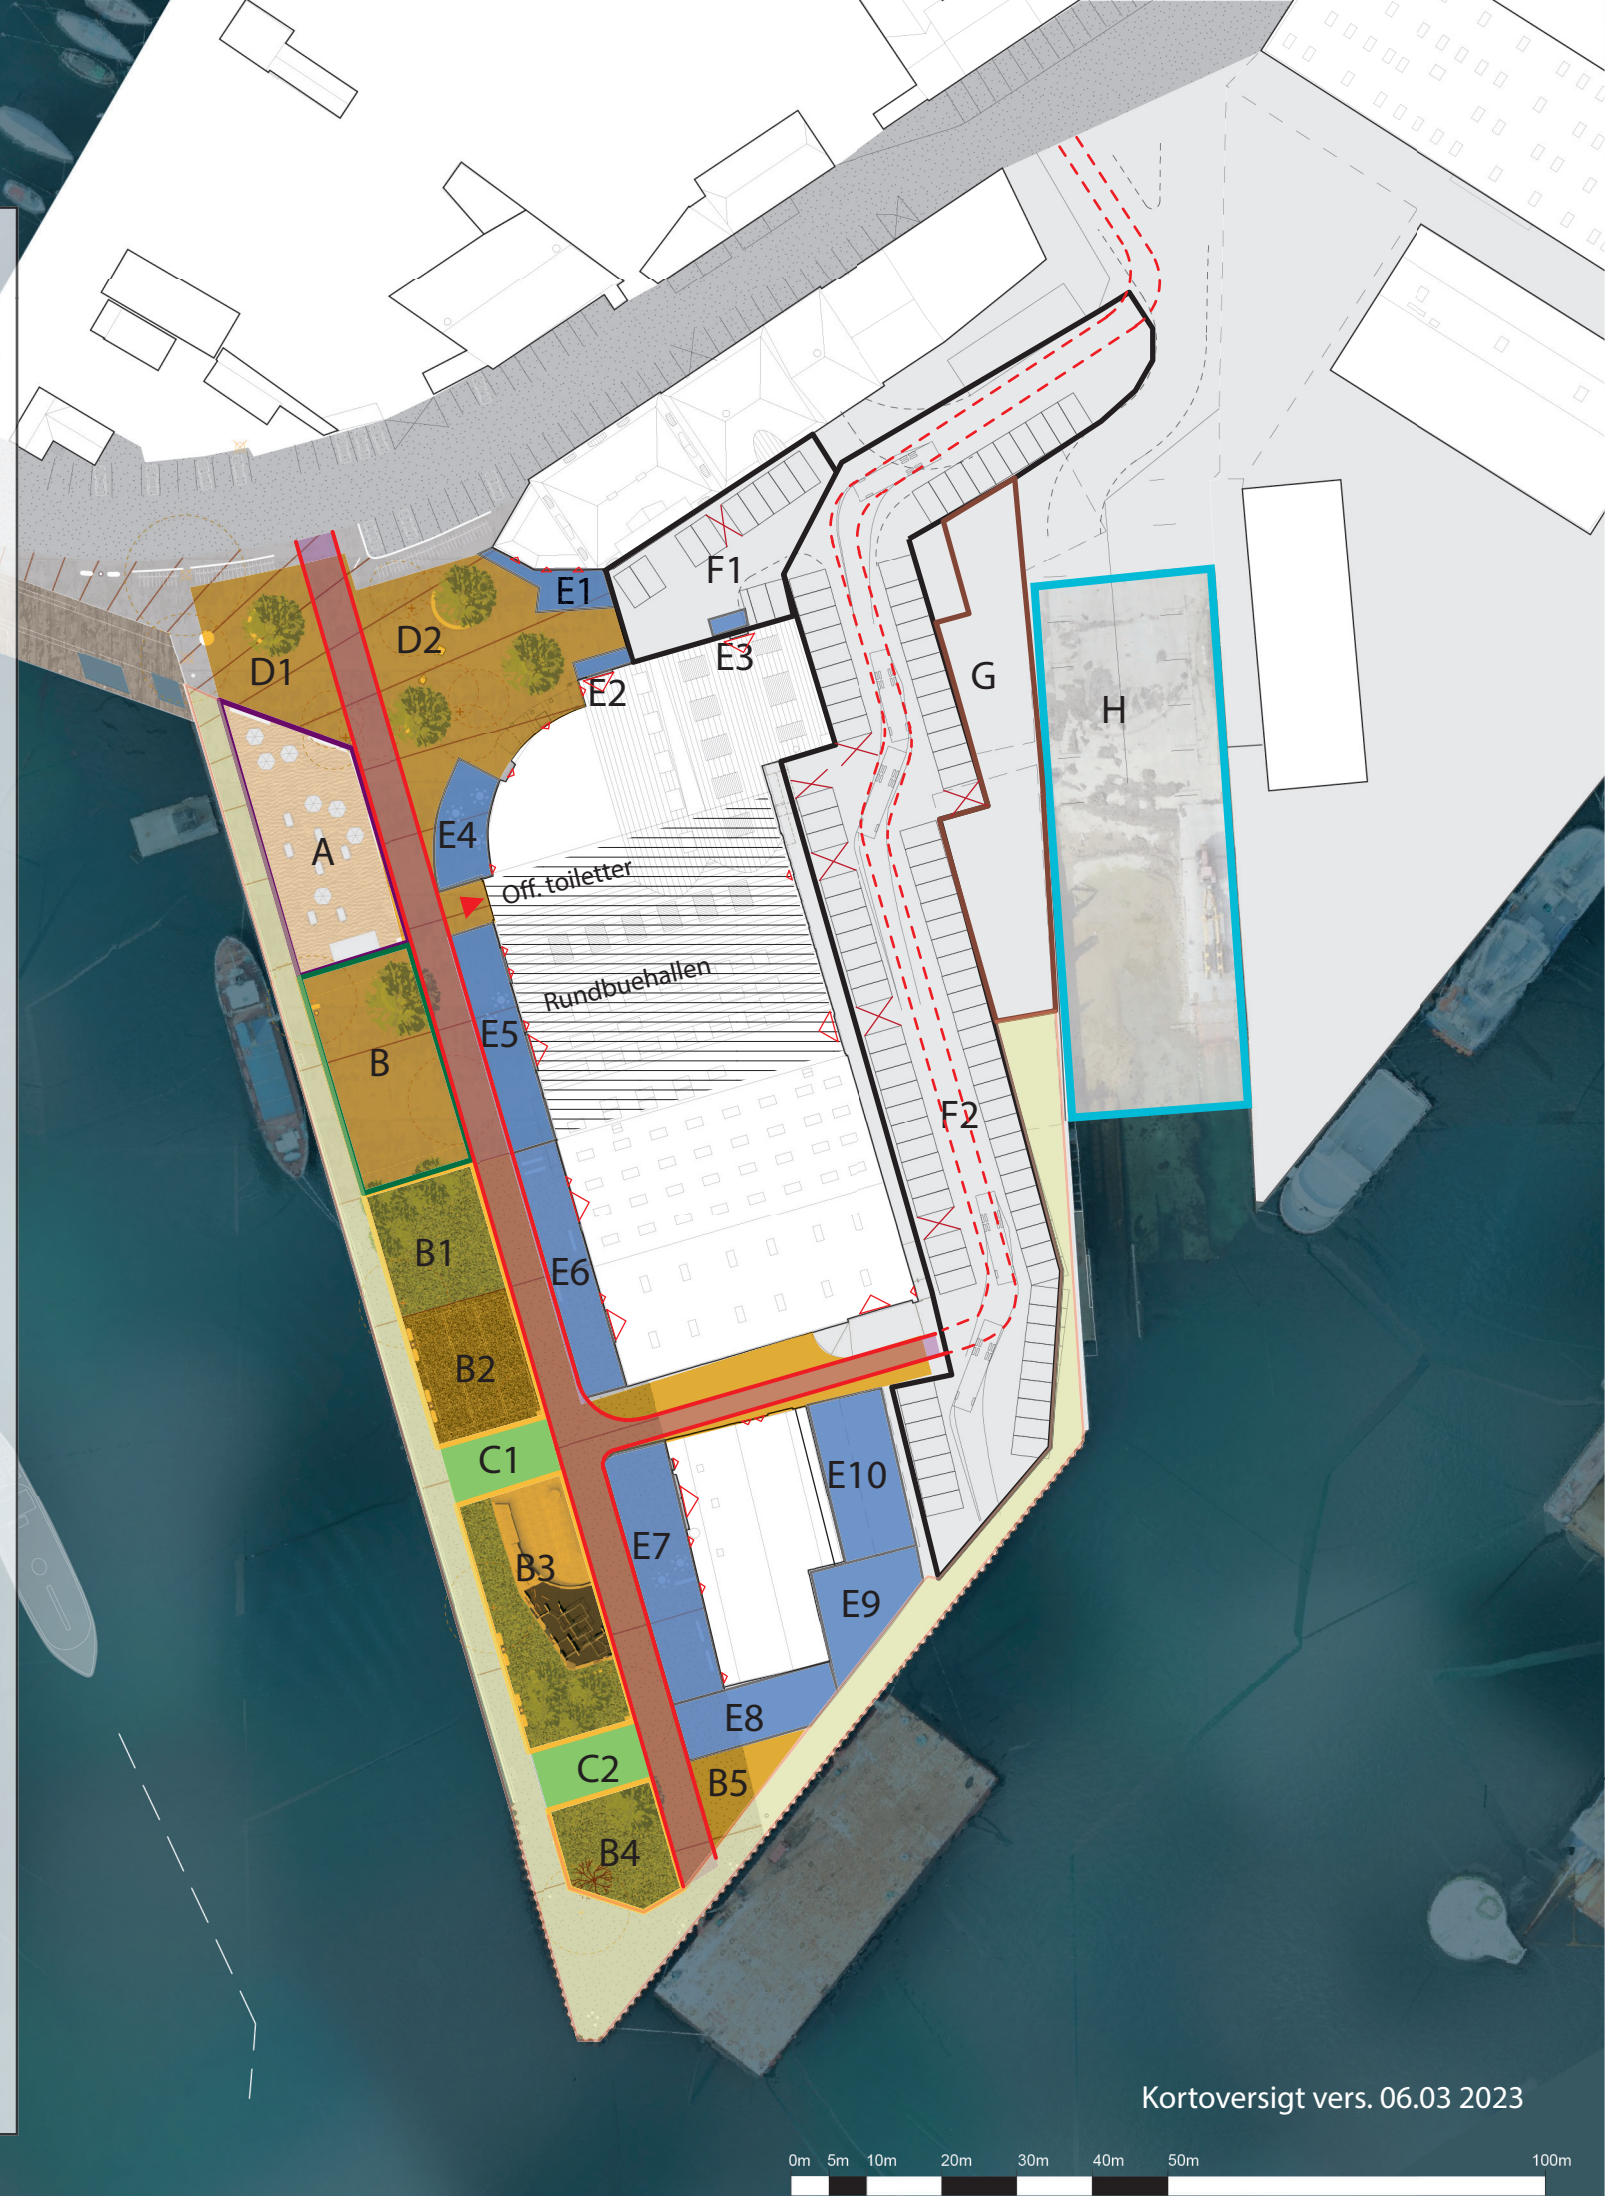 E1
F1
D2
E3
D1
E2
G
H
E4
A
Off. toiletter
Rundbuehallen
E5
B
F2
B1
E6
B2
C1
E10
E7
B3
E9
E8
C2
B5
B4
Kortoversigt vers. 06.03 2023
0m 5m 10m 20m 30m 40m 50m 100m